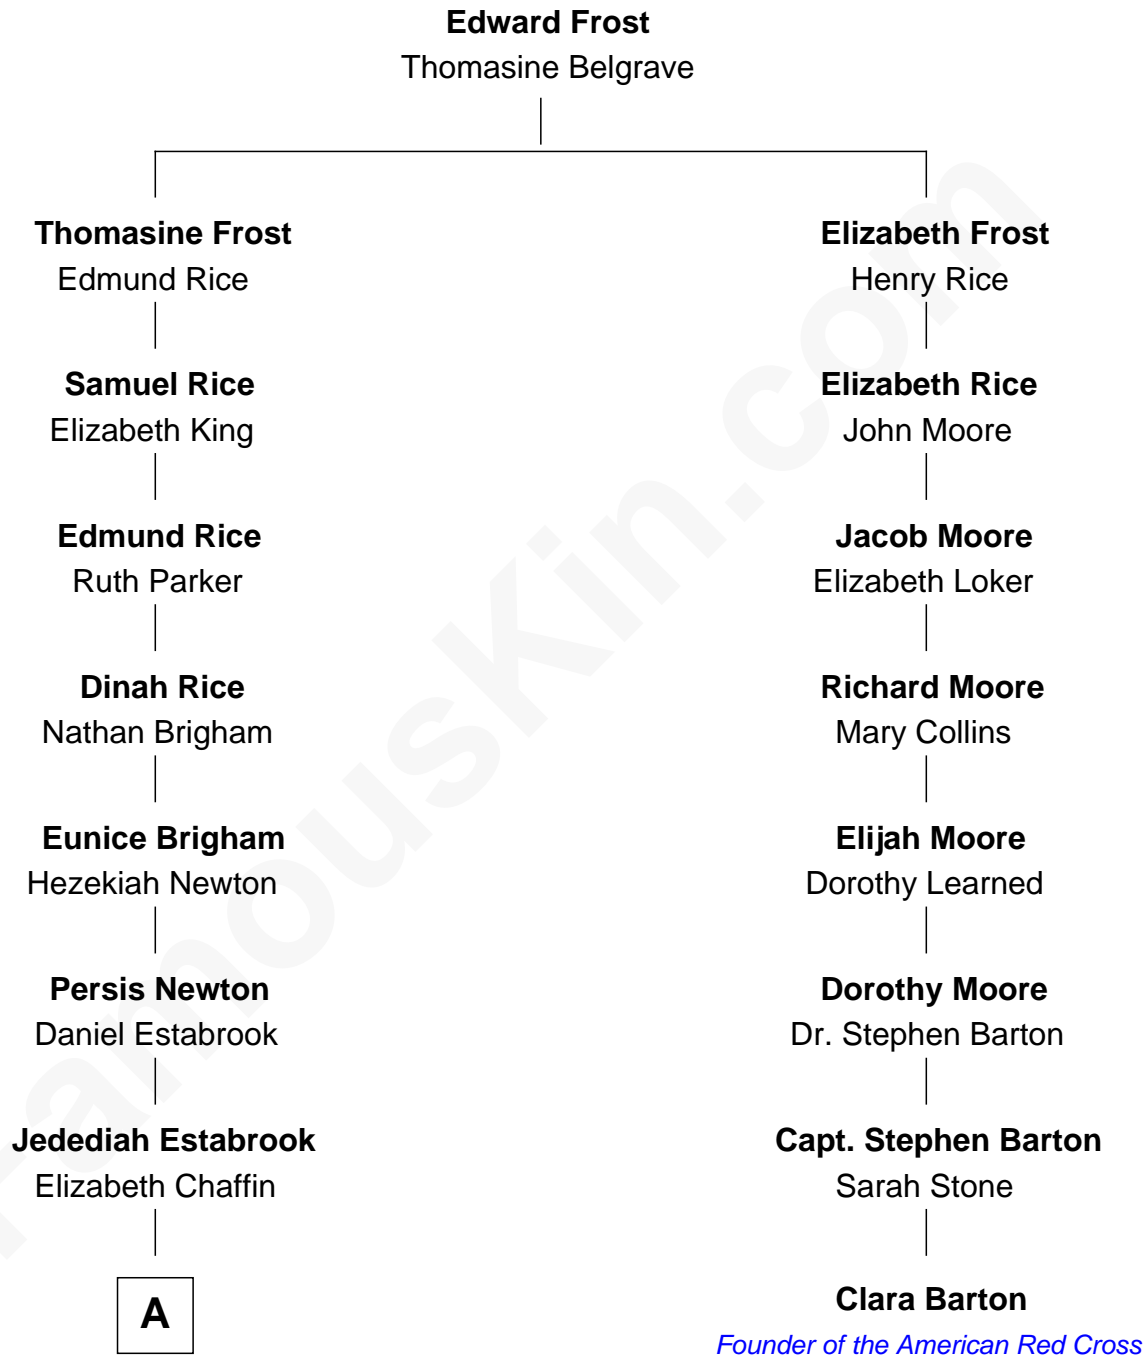 Edward Frost
Thomasine Belgrave
Thomasine Frost
Edmund Rice
Elizabeth Frost
Henry Rice
Samuel Rice
Elizabeth King
Elizabeth Rice
John Moore
Edmund Rice
Ruth Parker
Jacob Moore
Elizabeth Loker
Dinah Rice
Nathan Brigham
Richard Moore
Mary Collins
Eunice Brigham
Hezekiah Newton
Elijah Moore
Dorothy Learned
Persis Newton
Daniel Estabrook
Dorothy Moore
Dr. Stephen Barton
Jedediah Estabrook
Elizabeth Chaffin
Capt. Stephen Barton
Sarah Stone
A
Clara Barton
Founder of the American Red Cross
FamousKin.com